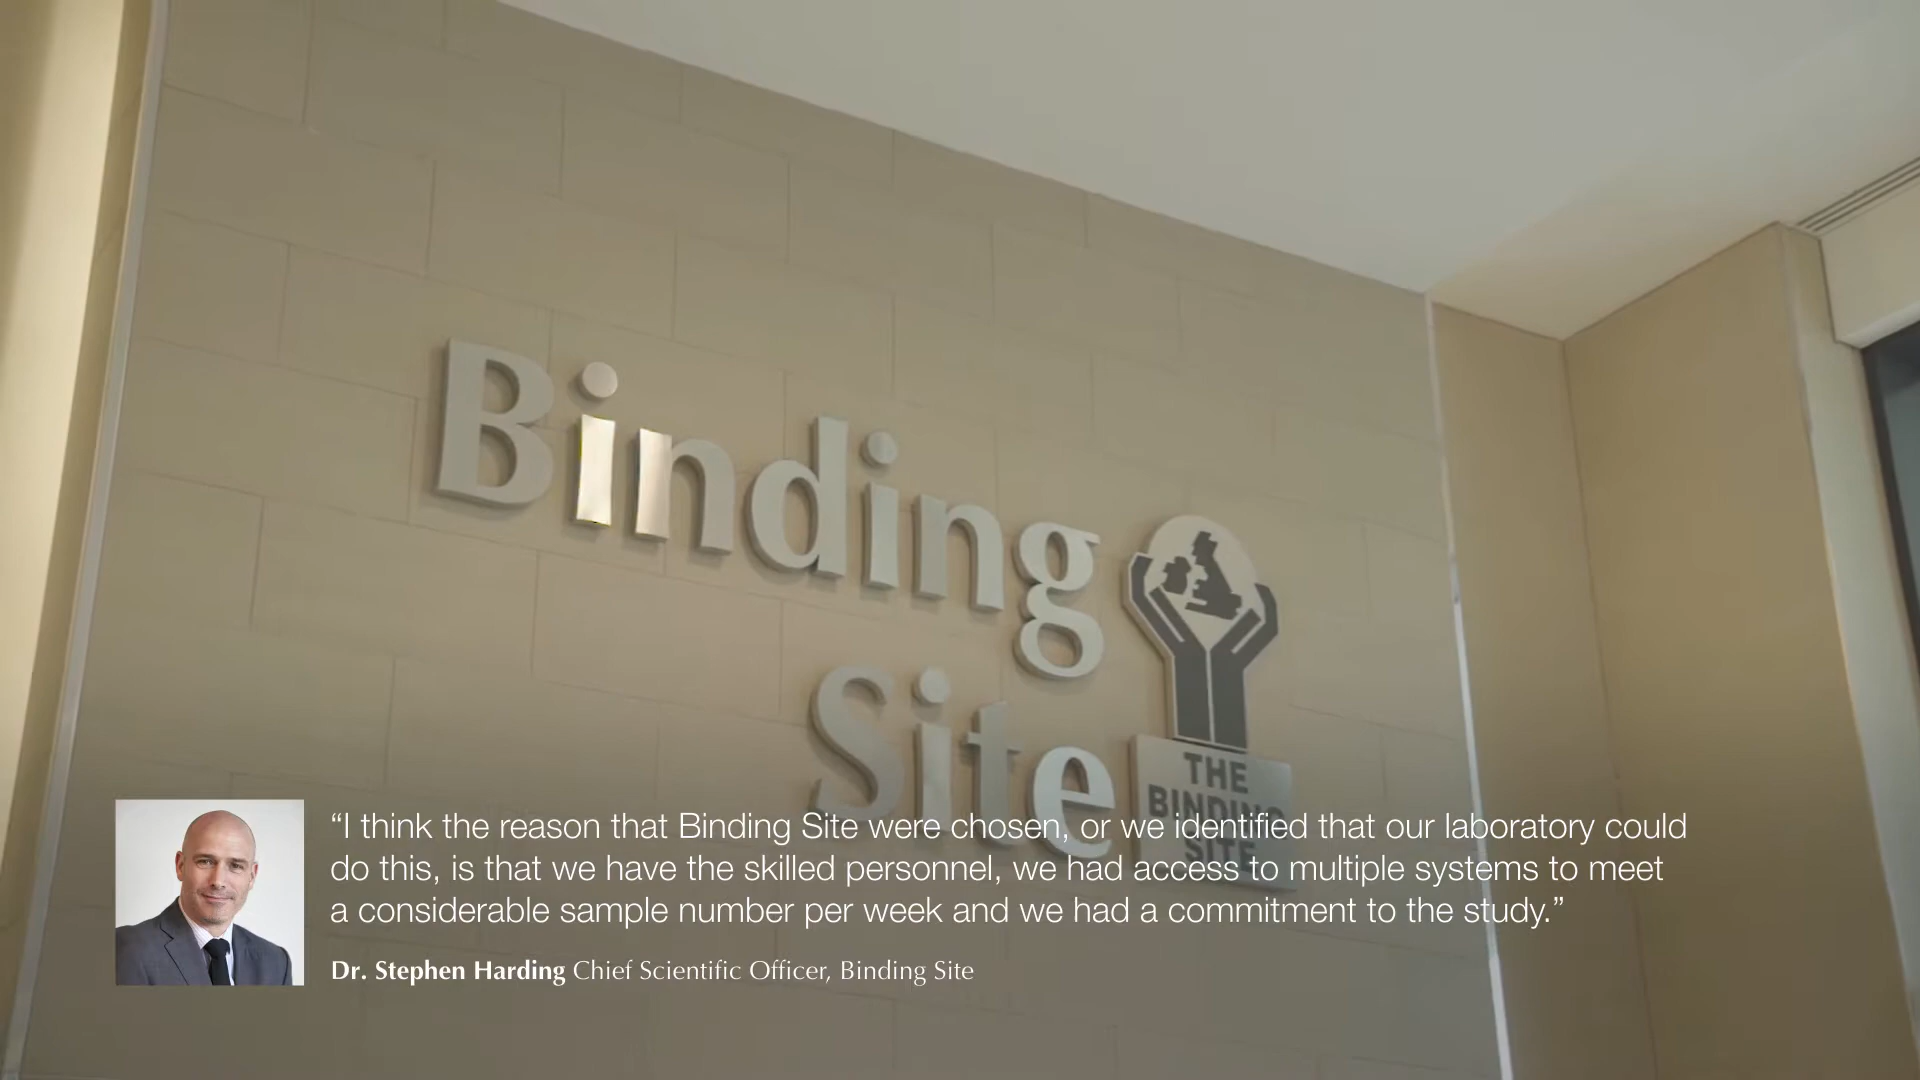 Binding
Site
THE
BINDING
SITE
“I think the reason that Binding Site were chosen, or we identified that our laboratory could
do this, is that we have the skilled personnel, we had access to multiple systems to meet
a considerable sample number per week and we had a commitment to the study.”
Dr. Stephen Harding Chief Scientific Officer, Binding Site